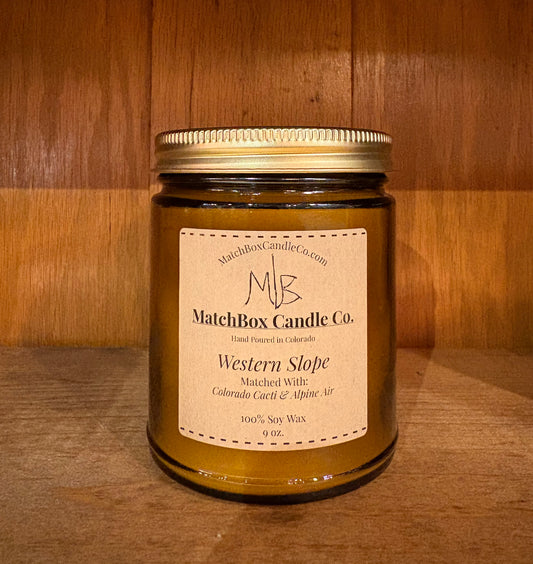 MatchBoxCandleCo.com
M|B
MatchBox Candle Co.
Hand Poured in Colorado
Western Slope
Matched With:
Colorado Cacti & Alpine Air
100% Soy Wax
9 oz.